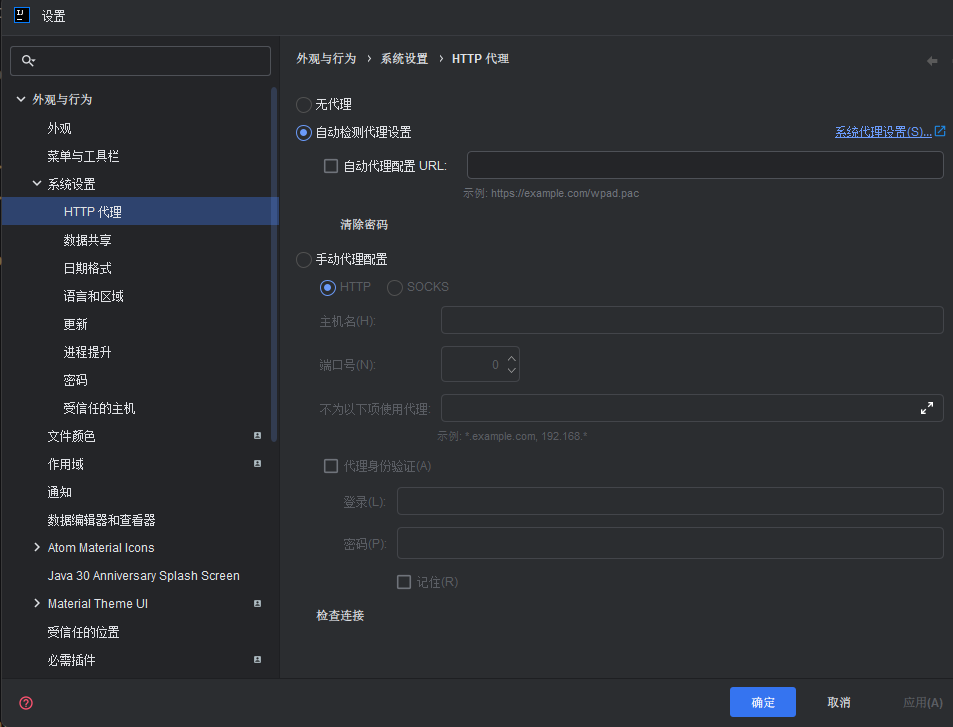 设置
外观与行为 › 系统设置 › HTTP 代理
外观与行为
外观
菜单与工具栏
系统设置
HTTP 代理
数据共享
日期格式
语言和区域
更新
进程提升
密码
受信任的主机
文件颜色
作用域
通知
数据编辑器和查看器
Atom Material Icons
Java 30 Anniversary Splash Screen
Material Theme UI
受信任的位置
必需插件
无代理
自动检测代理设置
系统代理设置(S)...
自动代理配置 URL:
示例: https://example.com/wpad.pac
清除密码
手动代理配置
HTTP SOCKS
主机名(H):
端口号(N): 0
不为以下项使用代理:
示例: *.example.com, 192.168.*
代理身份验证(A)
登录(L):
密码(P):
记住(R)
检查连接
确定 取消 应用(A)